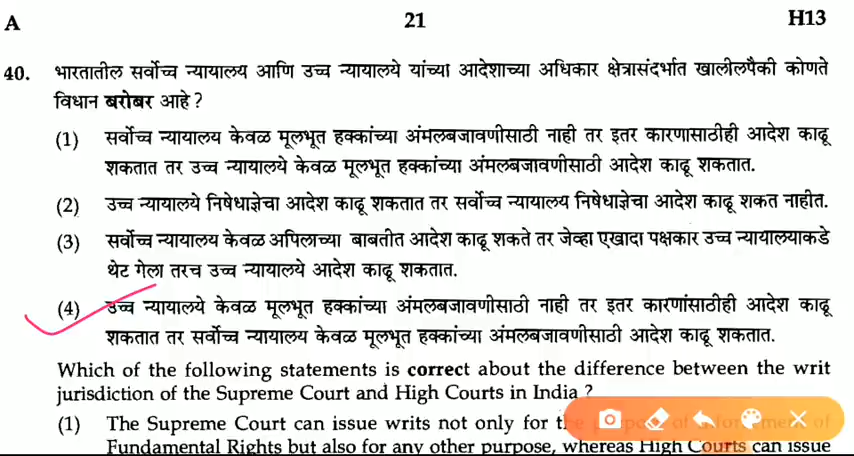 A 21 H13
40. भारतातील सर्वोच्च न्यायालय आणि उच्च न्यायालये यांच्या आदेशाच्या अधिकार क्षेत्रासंदर्भात खालीलपैकी कोणते
विधान बरोबर आहे ?
(1) सर्वोच्च न्यायालय केवळ मूलभूत हक्कांच्या अंमलबजावणीसाठी नाही तर इतर कारणासाठीही आदेश काढू
शकतात तर उच्च न्यायालये केवळ मूलभूत हक्कांच्या अंमलबजावणीसाठी आदेश काढू शकतात.
(2) उच्च न्यायालये निषेधाज्ञेचा आदेश काढू शकतात तर सर्वोच्च न्यायालय निषेधाज्ञेचा आदेश काढू शकत नाहीत.
(3) सर्वोच्च न्यायालय केवळ अपिलाच्या बाबतीत आदेश काढू शकते तर जेव्हा एखादा पक्षकार उच्च न्यायालयाकडे
थेट गेला तरच उच्च न्यायालये आदेश काढू शकतात.
(4) उच्च न्यायालये केवळ मूलभूत हक्कांच्या अंमलबजावणीसाठी नाही तर इतर कारणांसाठीही आदेश काढू
शकतात तर सर्वोच्च न्यायालय केवळ मूलभूत हक्कांच्या अंमलबजावणीसाठी आदेश काढू शकतात.
Which of the following statements is correct about the difference between the writ
jurisdiction of the Supreme Court and High Courts in India ?
(1) The Supreme Court can issue writs not only for of
Fundamental Rights but also for any other purpose, whereas High Courts can issue